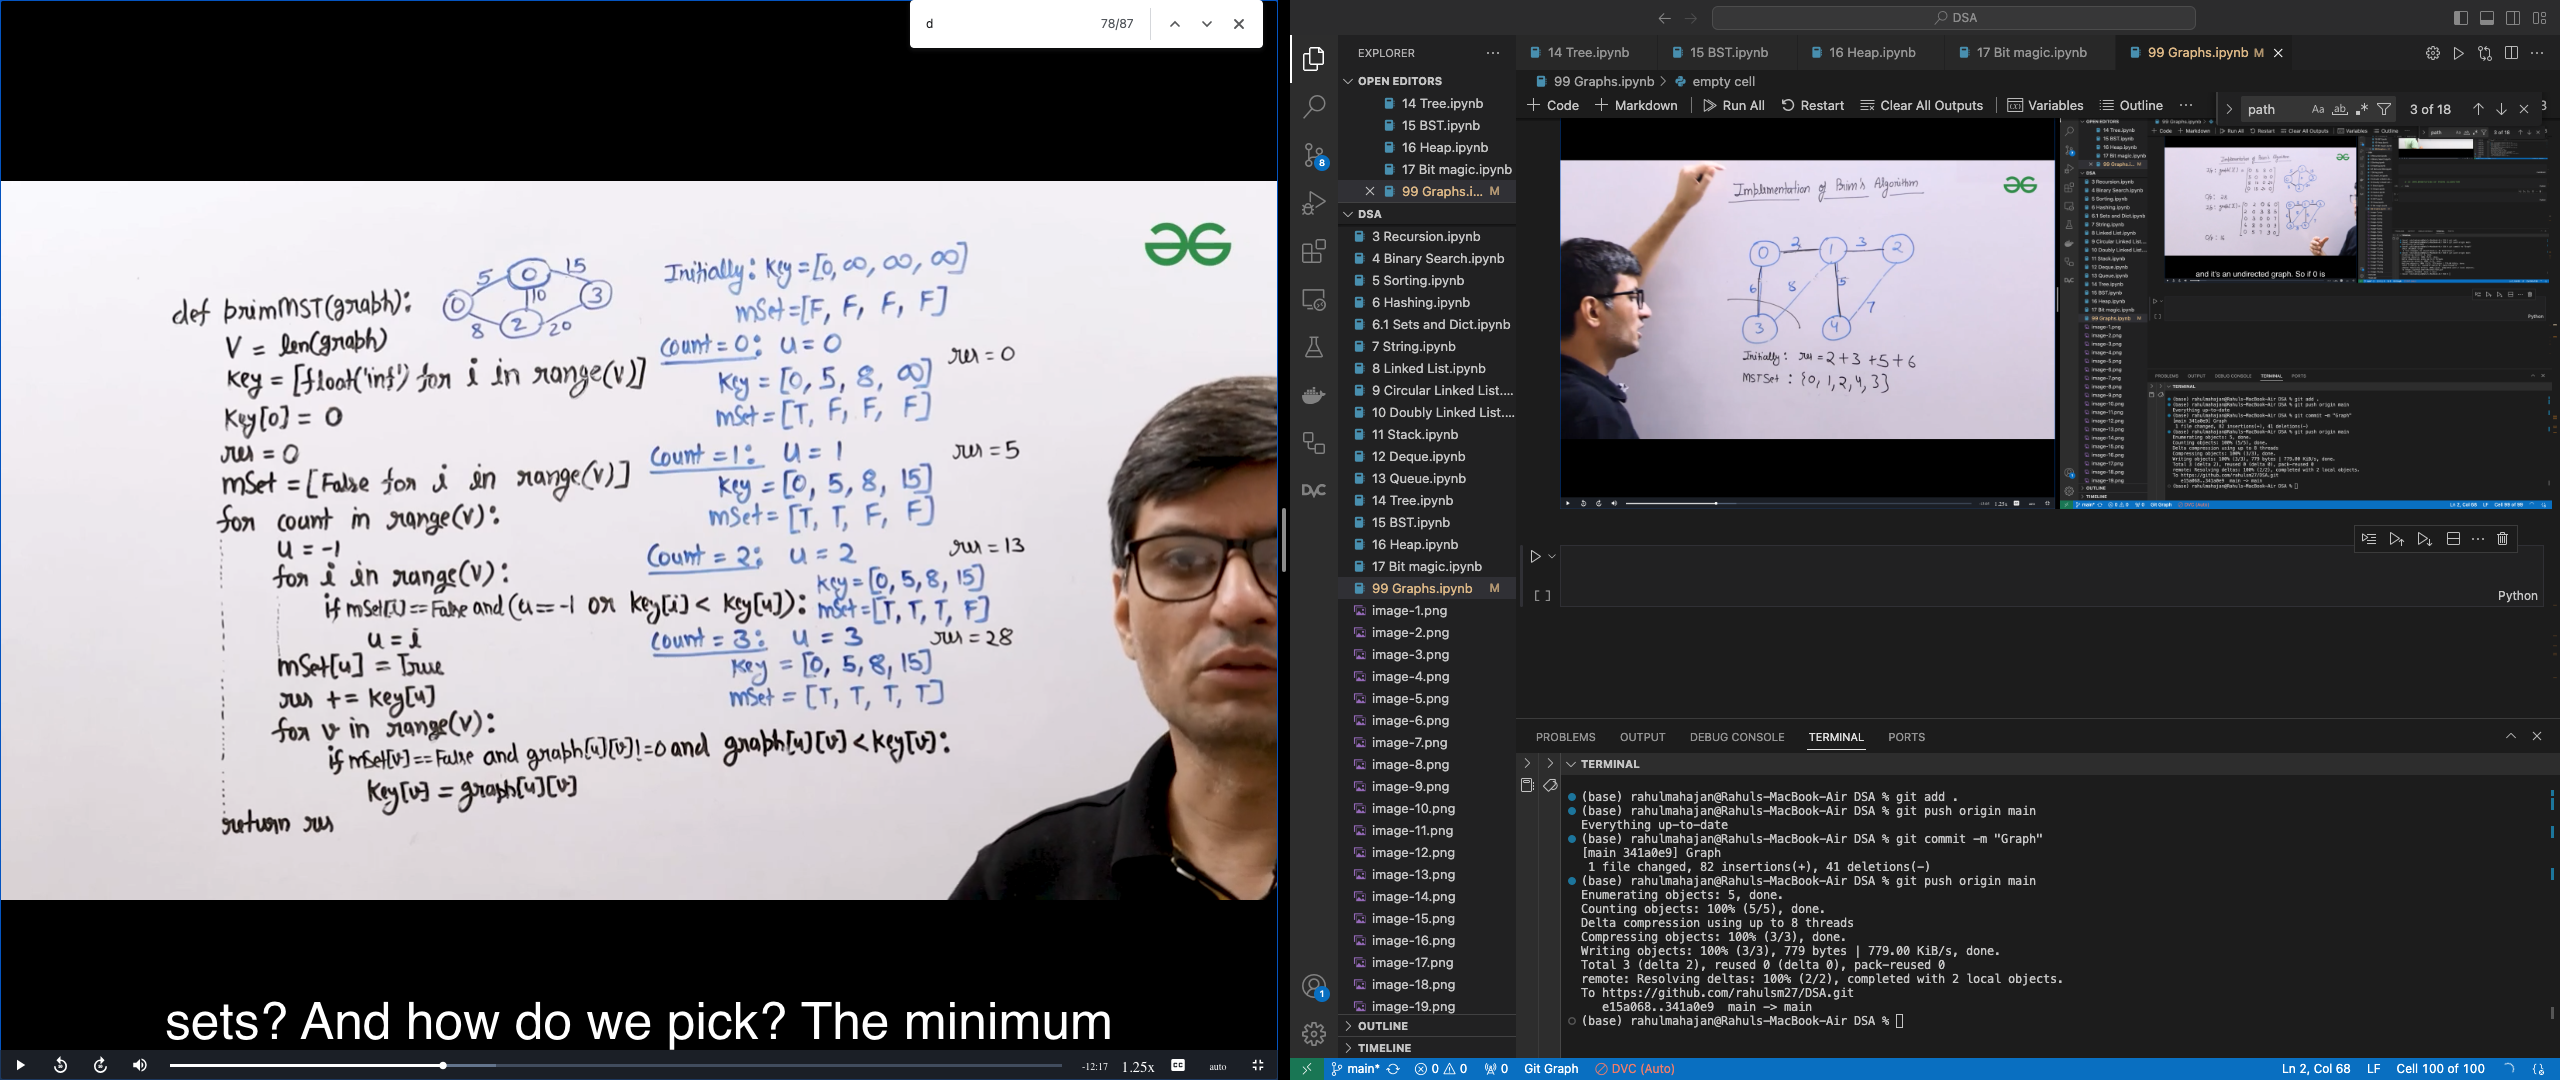 d
78/87
def primMST(graph):
V = len(graph)
key = [float('inf') for i in range(v)]
key[0] = 0
res = 0
mSet = [False for i in range(v)]
for count in range(v):
u = -1
for i in range(v):
if mSet[i] == False and (u == -1 or key[i] < key[u]):
u = i
mSet[u] = True
res += key[u]
for v in range(v):
if mSet[v] == False and graph[u][v] != 0 and graph[u][v] < key[v]:
key[v] = graph[u][v]
return res
5
0
15
0
10
3
8
2
20
Initially: key = [0, ∞, ∞, ∞]
mSet = [F, F, F, F]
Count = 0: u = 0
res = 0
key = [0, 5, 8, ∞]
mSet = [T, F, F, F]
Count = 1: u = 1
res = 5
key = [0, 5, 8, 15]
mSet = [T, T, F, F]
Count = 2: u = 2
res = 13
key = [0, 5, 8, 15]
mSet = [T, T, T, F]
Count = 3: u = 3
res = 28
key = [0, 5, 8, 15]
mSet = [T, T, T, T]
sets? And how do we pick? The minimum
-12:17
1.25x
CC
auto
DSA
EXPLORER
14 Tree.ipynb
15 BST.ipynb
16 Heap.ipynb
17 Bit magic.ipynb
99 Graphs.ipynb M
OPEN EDITORS
14 Tree.ipynb
15 BST.ipynb
16 Heap.ipynb
17 Bit magic.ipynb
99 Graphs.i... M
DSA
3 Recursion.ipynb
4 Binary Search.ipynb
5 Sorting.ipynb
6 Hashing.ipynb
6.1 Sets and Dict.ipynb
7 String.ipynb
8 Linked List.ipynb
9 Circular Linked List....
10 Doubly Linked List....
11 Stack.ipynb
12 Deque.ipynb
13 Queue.ipynb
14 Tree.ipynb
15 BST.ipynb
16 Heap.ipynb
17 Bit magic.ipynb
99 Graphs.ipynb M
image-1.png
image-2.png
image-3.png
image-4.png
image-5.png
image-6.png
image-7.png
image-8.png
image-9.png
image-10.png
image-11.png
image-12.png
image-13.png
image-14.png
image-15.png
image-16.png
image-17.png
image-18.png
image-19.png
OUTLINE
TIMELINE
8
1
DVC
99 Graphs.ipynb > empty cell
+ Code + Markdown Run All Restart Clear All Outputs Variables Outline ...
path
Aa ab
3 of 18
Implementation of Prim's Algorithm
0 2 1 3 2
6 8 5 7
3 4
Initially: res = 2 + 3 + 5 + 6
MSTSet : {0, 1, 2, 4, 3}
and it's an undirected graph. So if 0 is
[ ]
Python
PROBLEMS OUTPUT DEBUG CONSOLE TERMINAL PORTS
TERMINAL
(base) rahulmahajan@Rahuls-MacBook-Air DSA % git add .
(base) rahulmahajan@Rahuls-MacBook-Air DSA % git push origin main
Everything up-to-date
(base) rahulmahajan@Rahuls-MacBook-Air DSA % git commit -m "Graph"
[main 341a0e9] Graph
1 file changed, 82 insertions(+), 41 deletions(-)
(base) rahulmahajan@Rahuls-MacBook-Air DSA % git push origin main
Enumerating objects: 5, done.
Counting objects: 100% (5/5), done.
Delta compression using up to 8 threads
Compressing objects: 100% (3/3), done.
Writing objects: 100% (3/3), 779 bytes | 779.00 KiB/s, done.
Total 3 (delta 2), reused 0 (delta 0), pack-reused 0
remote: Resolving deltas: 100% (2/2), completed with 2 local objects.
To https://github.com/rahulsm27/DSA.git
e15a068..341a0e9 main -> main
(base) rahulmahajan@Rahuls-MacBook-Air DSA %
main* 0 0 0 Git Graph DVC (Auto)
Ln 2, Col 68 LF Cell 100 of 100